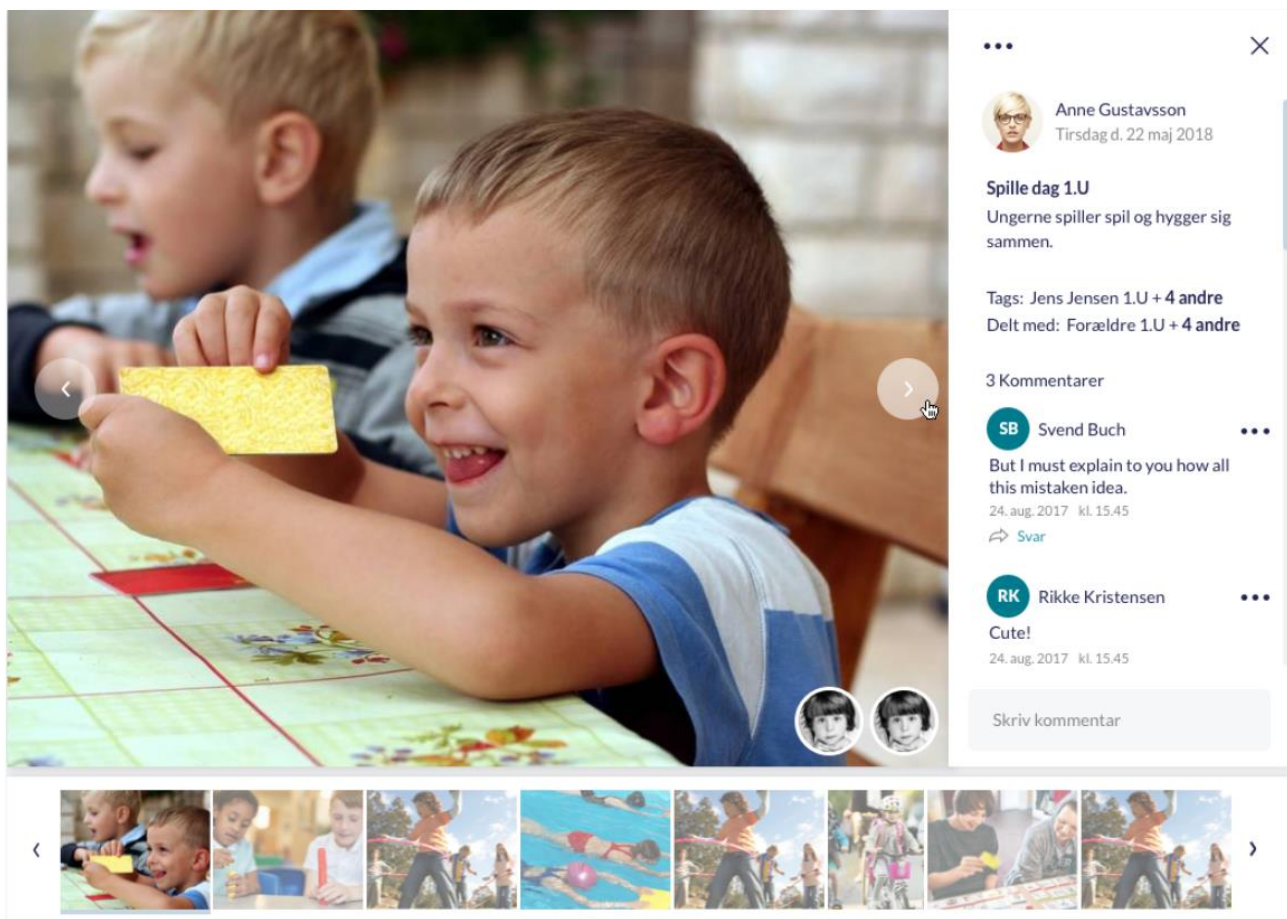 Anne Gustavsson
Tirsdag d. 22 maj 2018
Spille dag 1.U
Ungerne spiller spil og hygger sig
sammen.
Tags: Jens Jensen 1.U + 4 andre
Delt med: Forældre 1.U + 4 andre
3 Kommentarer
SB Svend Buch
But I must explain to you how all
this mistaken idea.
24. aug. 2017 kl. 15.45
Svar
RK Rikke Kristensen
Cute!
24. aug. 2017 kl. 15.45
Skriv kommentar